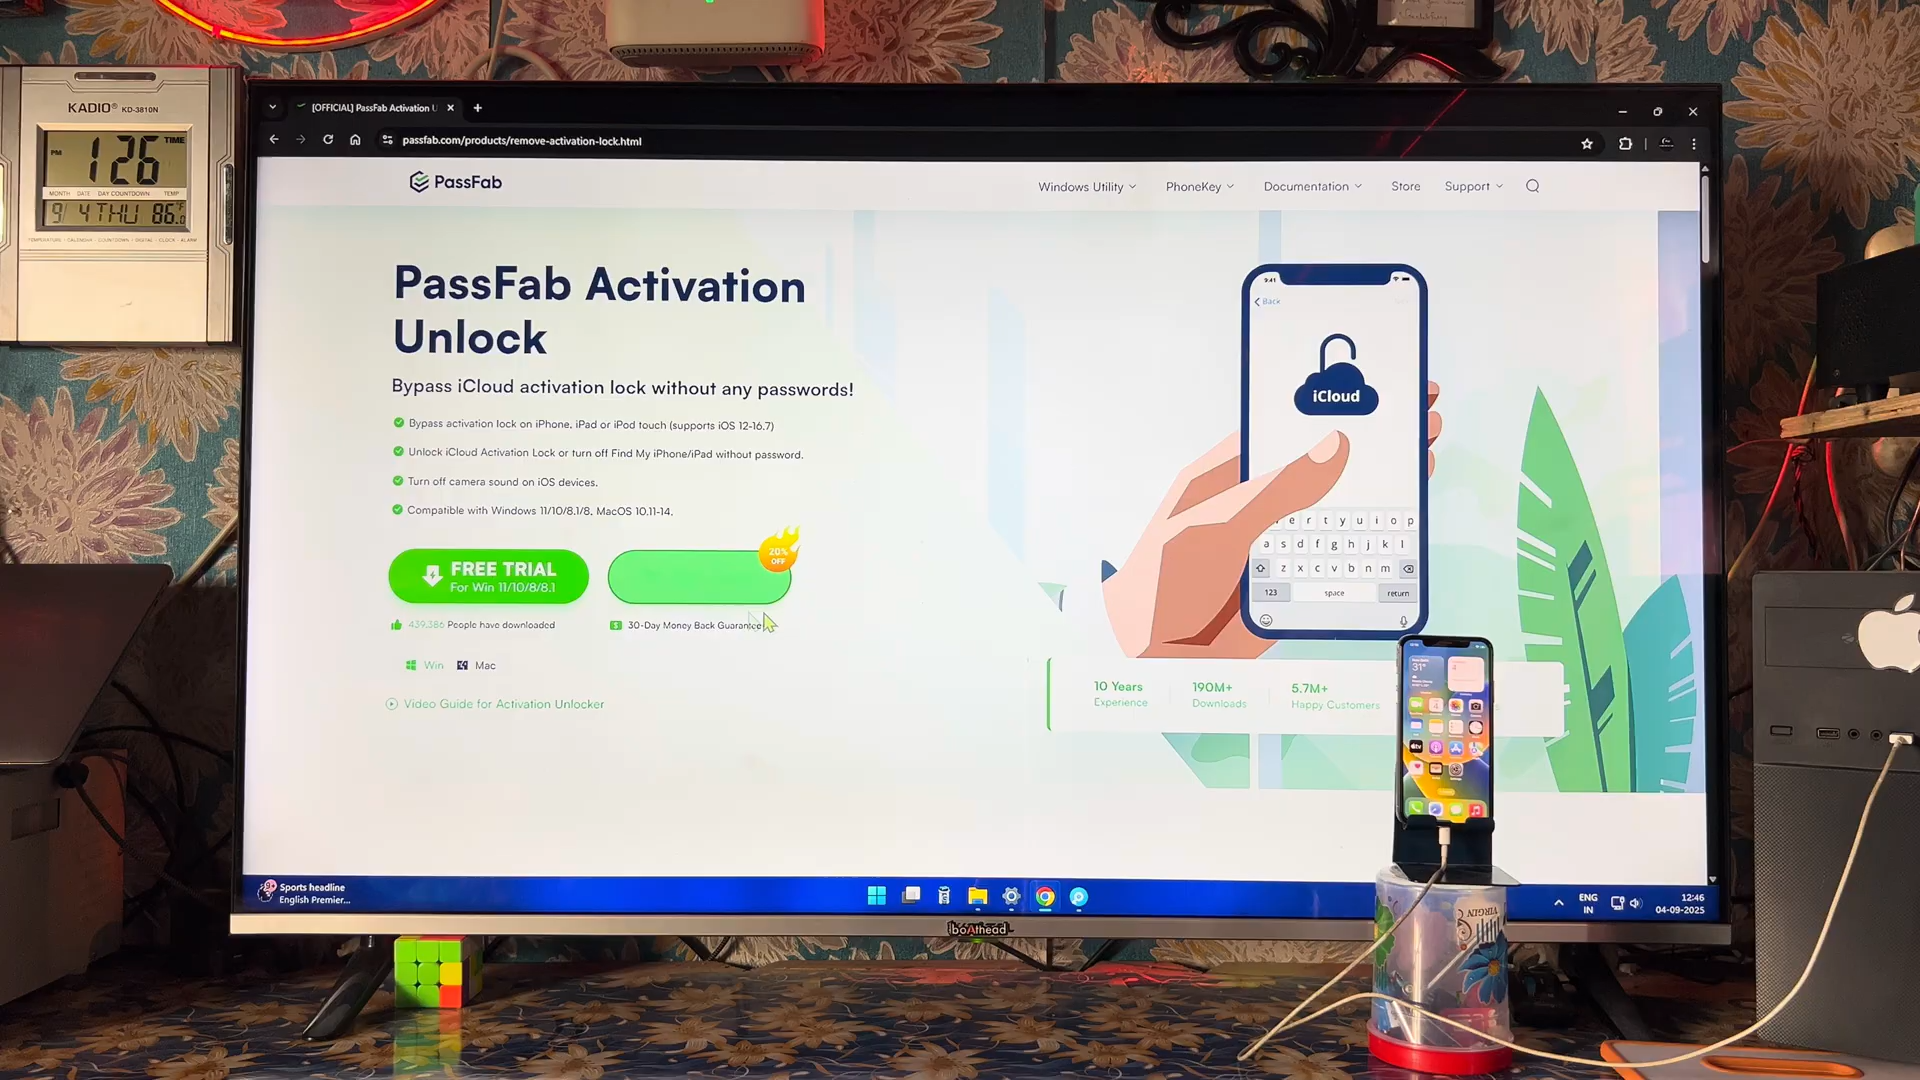 KADIO® KD-3810N
PM 126 TIME
MONTH DATE DAY COUNTDOWN TEMP
9/ 4 THU 86.0 °F
[OFFICIAL] PassFab Activation U
passfab.com/products/remove-activation-lock.html
PassFab
Windows Utility
PhoneKey
Documentation
Store
Support
PassFab Activation
Unlock
Bypass iCloud activation lock without any passwords!
Bypass activation lock on iPhone, iPad or iPod touch (supports iOS 12-16.7)
Unlock iCloud Activation Lock or turn off Find My iPhone/iPad without password.
Turn off camera sound on iOS devices.
Compatible with Windows 11/10/8.1/8, MacOS 10.11-14.
FREE TRIAL
For Win 11/10/8/8.1
20%
OFF
439,386 People have downloaded
30-Day Money Back Guarantee
Win
Mac
Video Guide for Activation Unlocker
9:41
Back
iCloud
e r t y u i o p
a s d f g h j k l
z x c v b n m
123 space return
10 Years
Experience
190M+
Downloads
5.7M+
Happy Customers
31°
Sports headline
English Premier...
ENG
IN
12:46
04-09-2025
boAthead
VIRGIN